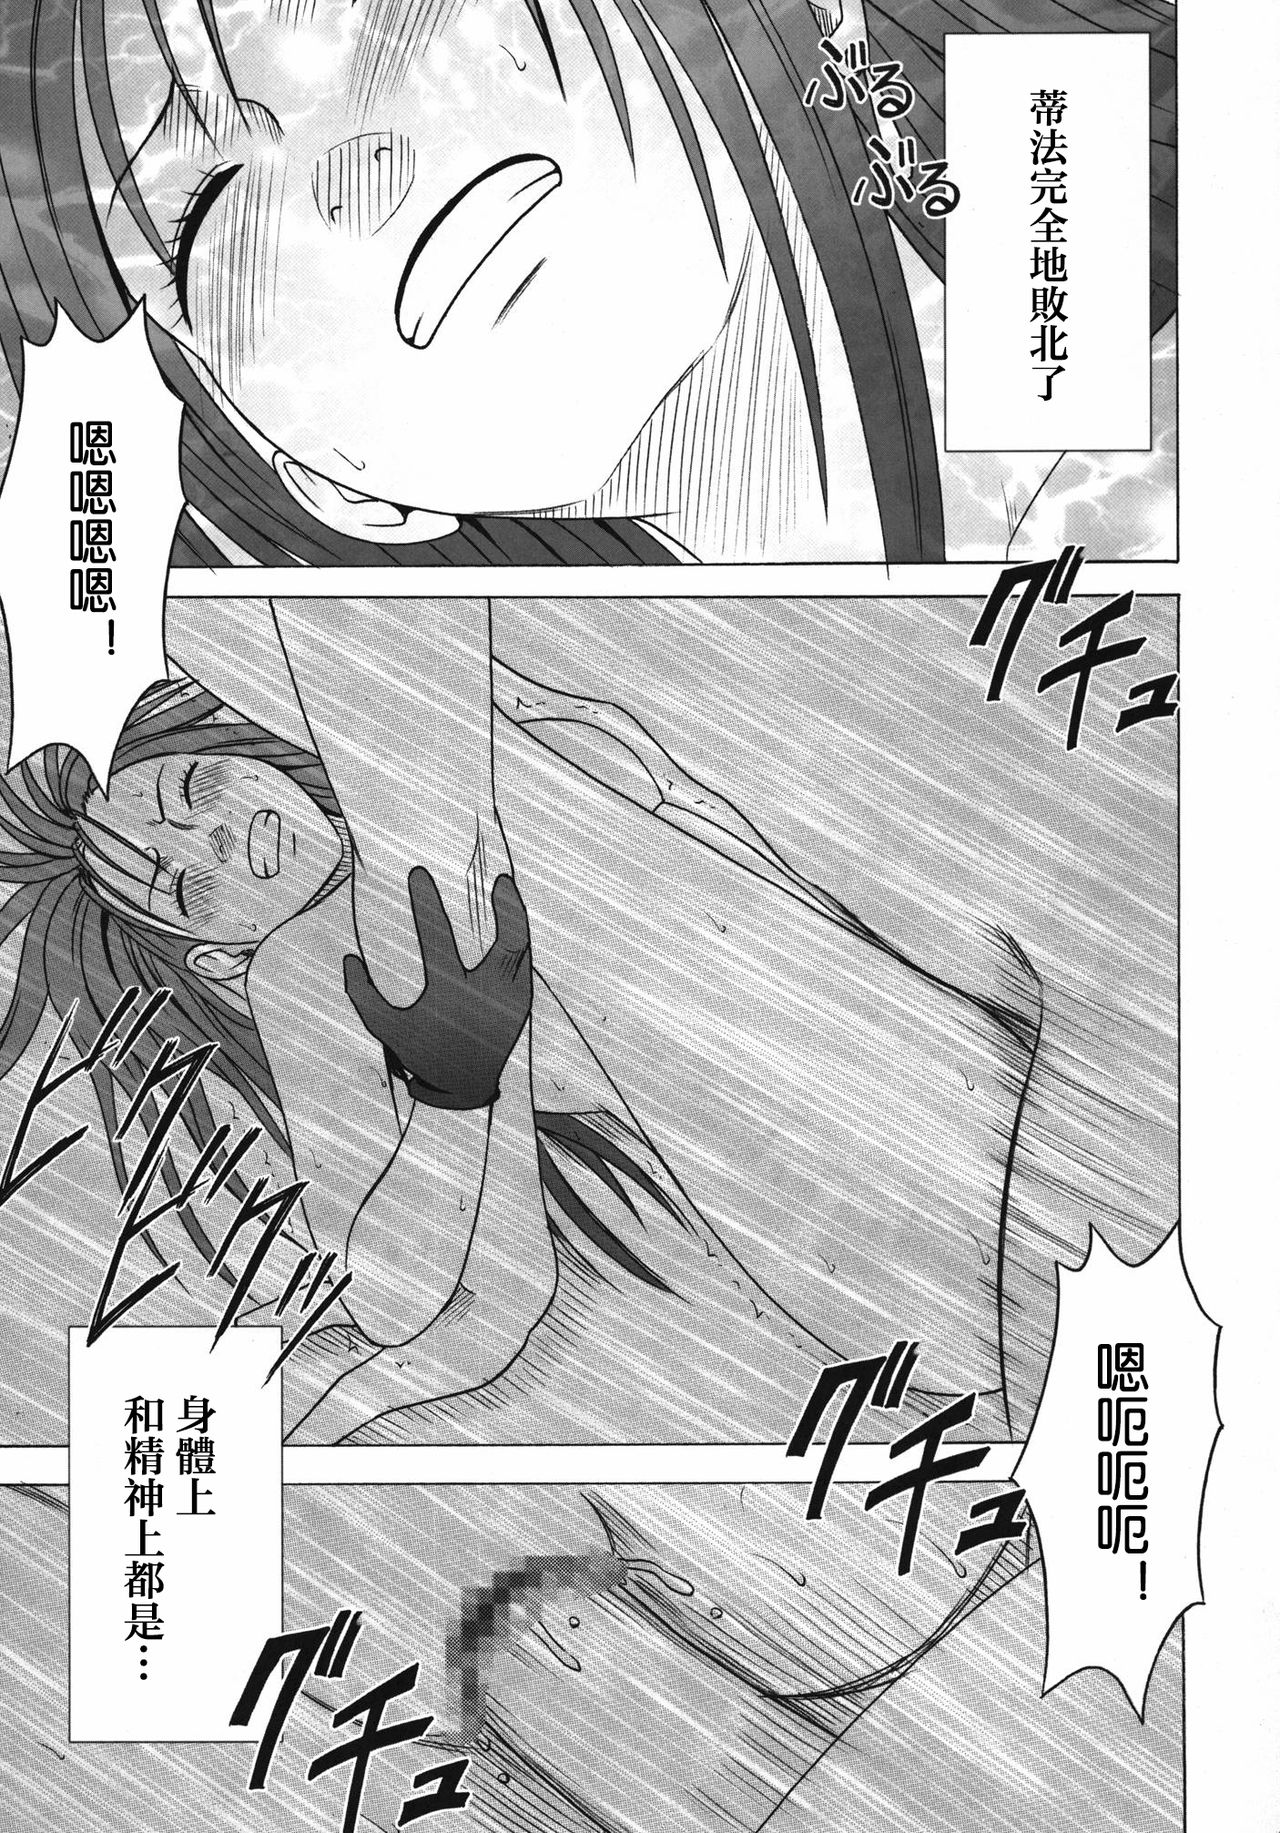 蒂法完全地敗北了
ぶる
ぶる
嗯嗯嗯嗯！
グチュ
ビクビクッ
嗯呃呃呃！
グチュ
身體上
和精神上都是…
グチュ